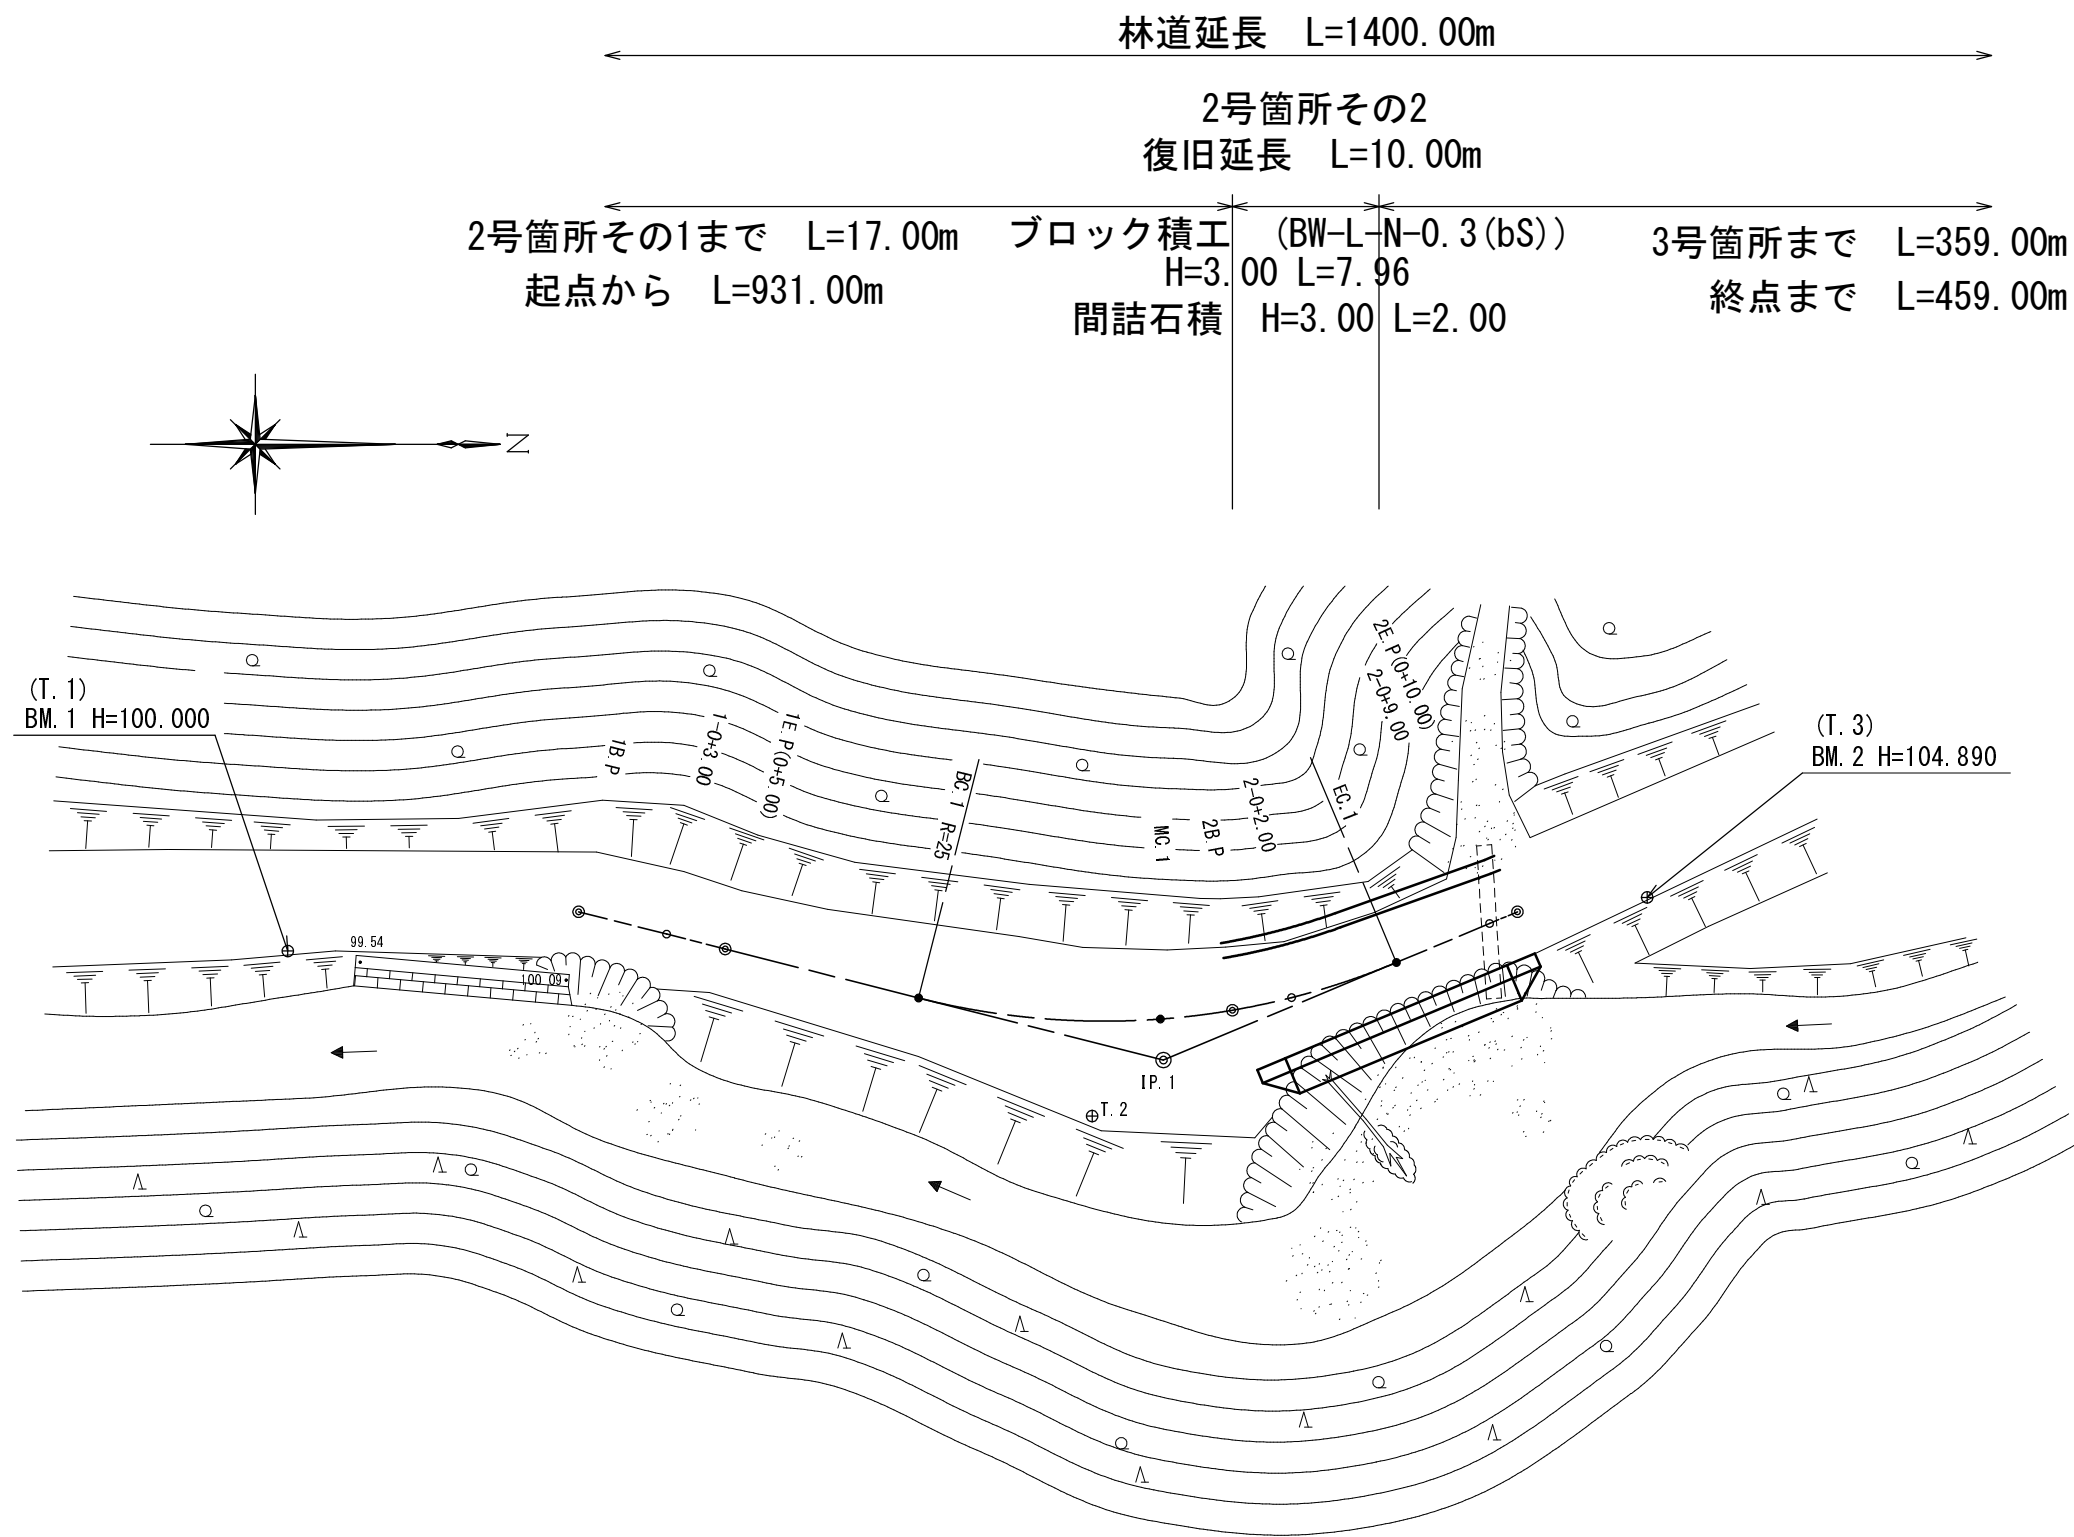 林道延長　L=1400.00m
2号箇所その2
復旧延長　L=10.00m
2号箇所その1まで　L=17.00m
起点から　L=931.00m
ブロック積工　(BW-L-N-0.3(bS))
H=3.00 L=7.96
間詰石積　H=3.00 L=2.00
3号箇所まで　L=359.00m
終点まで　L=459.00m
N
(T.1)
BM.1 H=100.000
(T.3)
BM.2 H=104.890
1B.P
1-0+3.00
1E.P(0+5.00)
BC.1 R=25
MC.1
2B.P
2-0+2.00
EC.1
2-0+9.00
2E.P(0+10.00)
99.54
100.09
IP.1
T.2